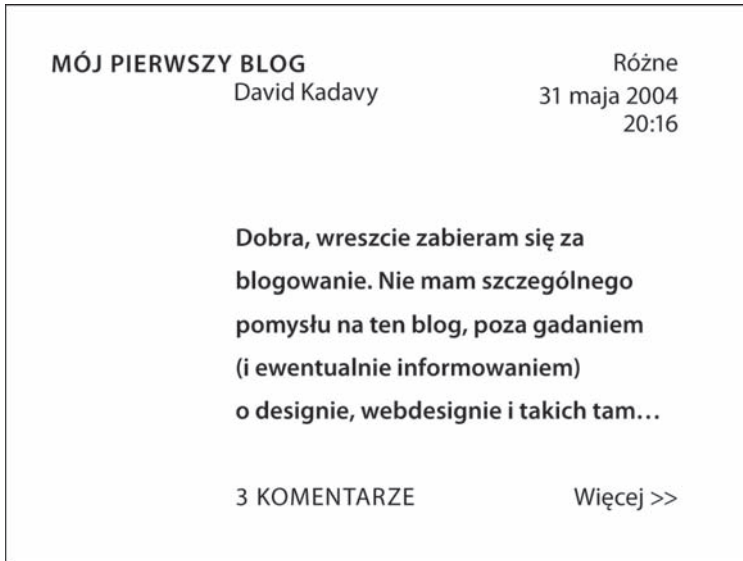 MÓJ PIERWSZY BLOG
David Kadavy
Różne
31 maja 2004
20:16
Dobra, wreszcie zabieram się za
blogowanie. Nie mam szczególnego
pomysłu na ten blog, poza gadaniem
(i ewentualnie informowaniem)
o designie, webdesignie i takich tam…
3 KOMENTARZE
Więcej >>